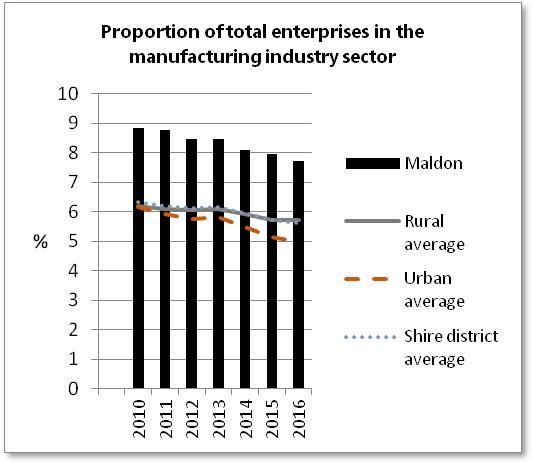 Proportion of total enterprises in the
manufacturing industry sector
10
9
8
7
6
5
4
3
2
1
0
%
2010
2011
2012
2013
2014
2015
2016
Maldon
Rural
average
Urban
average
Shire district
average